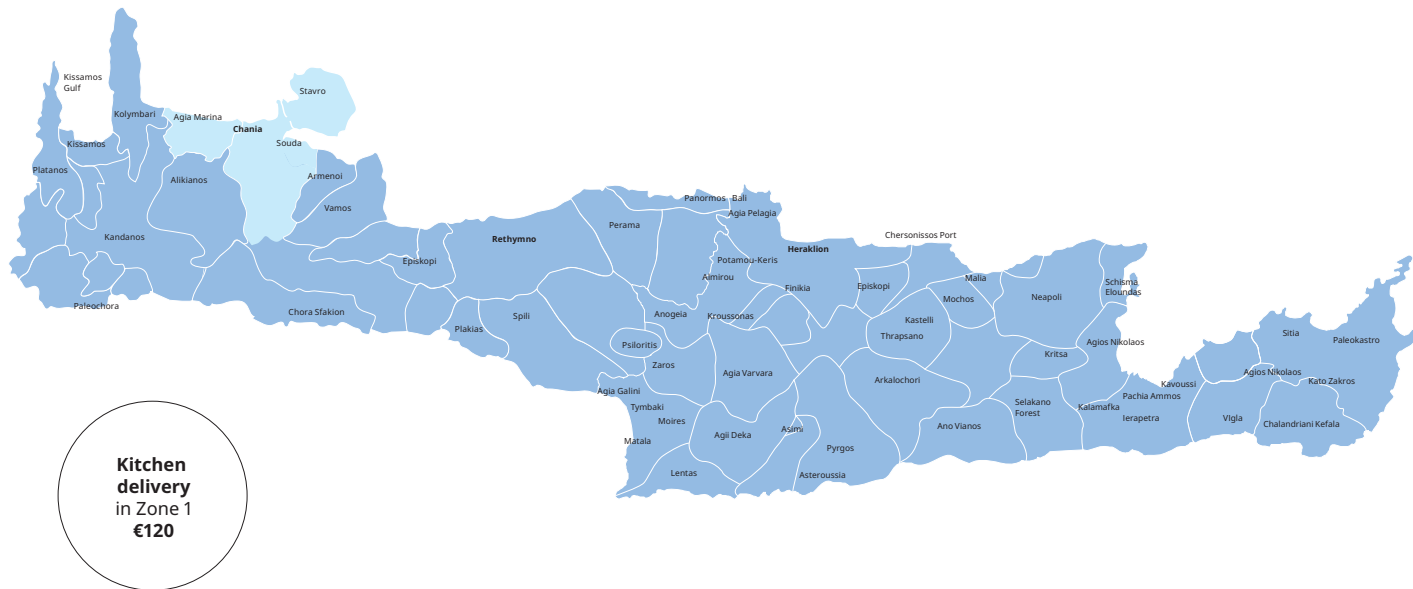 Kissamos
Gulf
Stavro
Kolymbari
Agia Marina
Chania
Souda
Kissamos
Platanos
Alikianos
Armenoi
Vamos
Kandanos
Episkopi
Paleochora
Chora Sfakion
Rethymno
Plakias
Spili
Perama
Panormos
Bali
Agia Pelagia
Heraklion
Chersonissos Port
Potamou-Keris
Aimirou
Finikia
Episkopi
Malia
Mochos
Neapoli
Schisma
Eloundas
Anogeia
Kroussonas
Kastelli
Thrapsano
Psiloritis
Zaros
Agia Varvara
Arkalochori
Kritsa
Agios Nikolaos
Sitia
Paleokastro
Agia Galini
Tymbaki
Moires
Matala
Agii Deka
Asimi
Lentas
Pyrgos
Asteroussia
Ano Vianos
Selakano
Forest
Kalamafka
Pachia Ammos
Ierapetra
Kavoussi
Agios Nikolaos
Kato Zakros
VIgla
Chalandriani Kefala
Kitchen
delivery
in Zone 1
€120